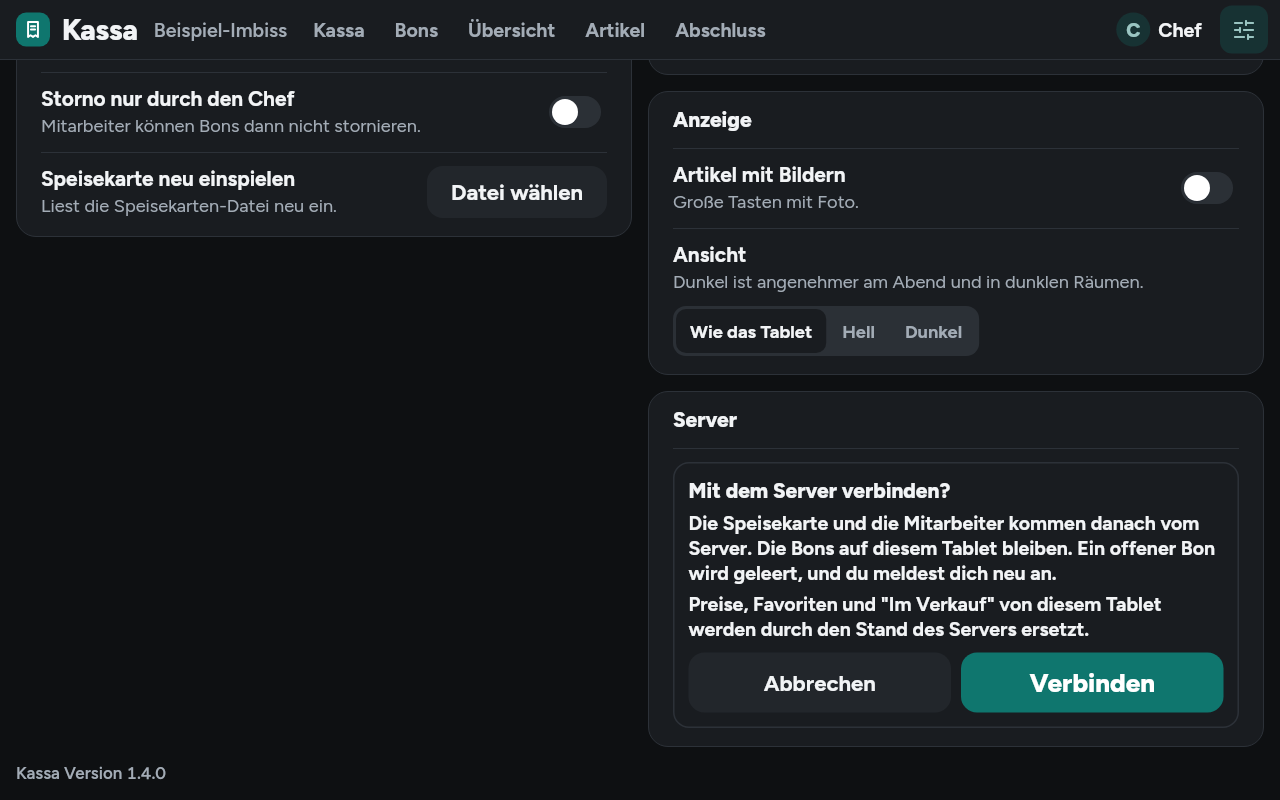 Kassa Beispiel-Imbiss Kassa Bons Übersicht Artikel Abschluss C Chef
Storno nur durch den Chef
Mitarbeiter können Bons dann nicht stornieren.
Speisekarte neu einspielen
Liest die Speisekarten-Datei neu ein.
Datei wählen
Anzeige
Artikel mit Bildern
Große Tasten mit Foto.
Ansicht
Dunkel ist angenehmer am Abend und in dunklen Räumen.
Wie das Tablet Hell Dunkel
Server
Mit dem Server verbinden?
Die Speisekarte und die Mitarbeiter kommen danach vom
Server. Die Bons auf diesem Tablet bleiben. Ein offener Bon
wird geleert, und du meldest dich neu an.
Preise, Favoriten und "Im Verkauf" von diesem Tablet
werden durch den Stand des Servers ersetzt.
Abbrechen Verbinden
Kassa Version 1.4.0